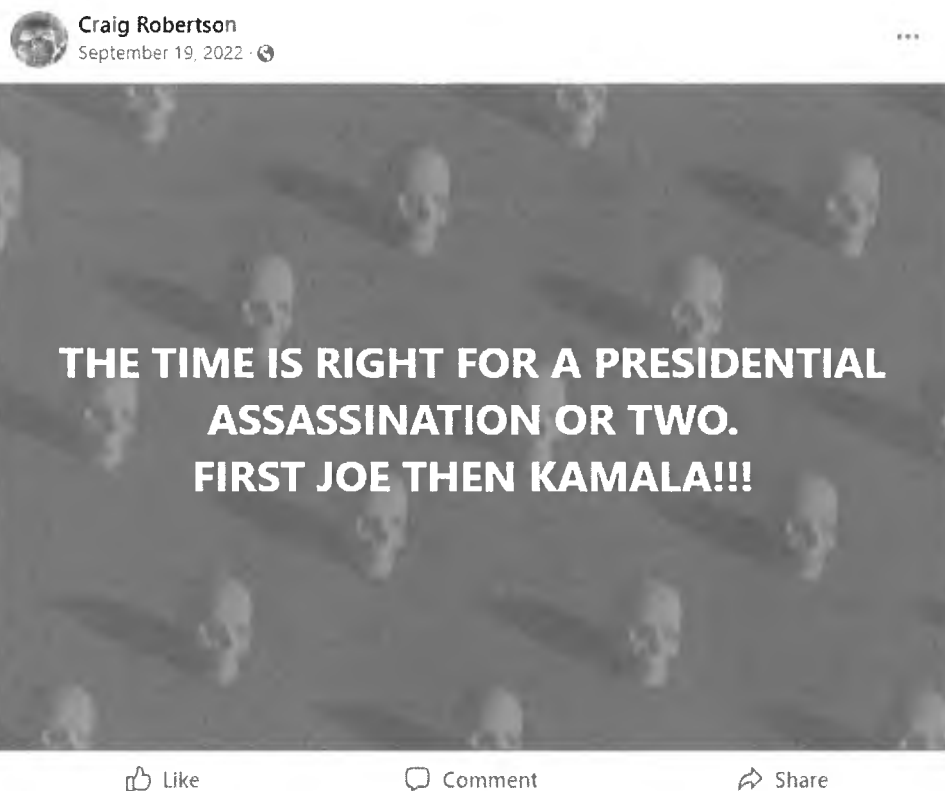 Craig Robertson
September 19, 2022 ·
THE TIME IS RIGHT FOR A PRESIDENTIAL
ASSASSINATION OR TWO.
FIRST JOE THEN KAMALA!!!
Like Comment Share